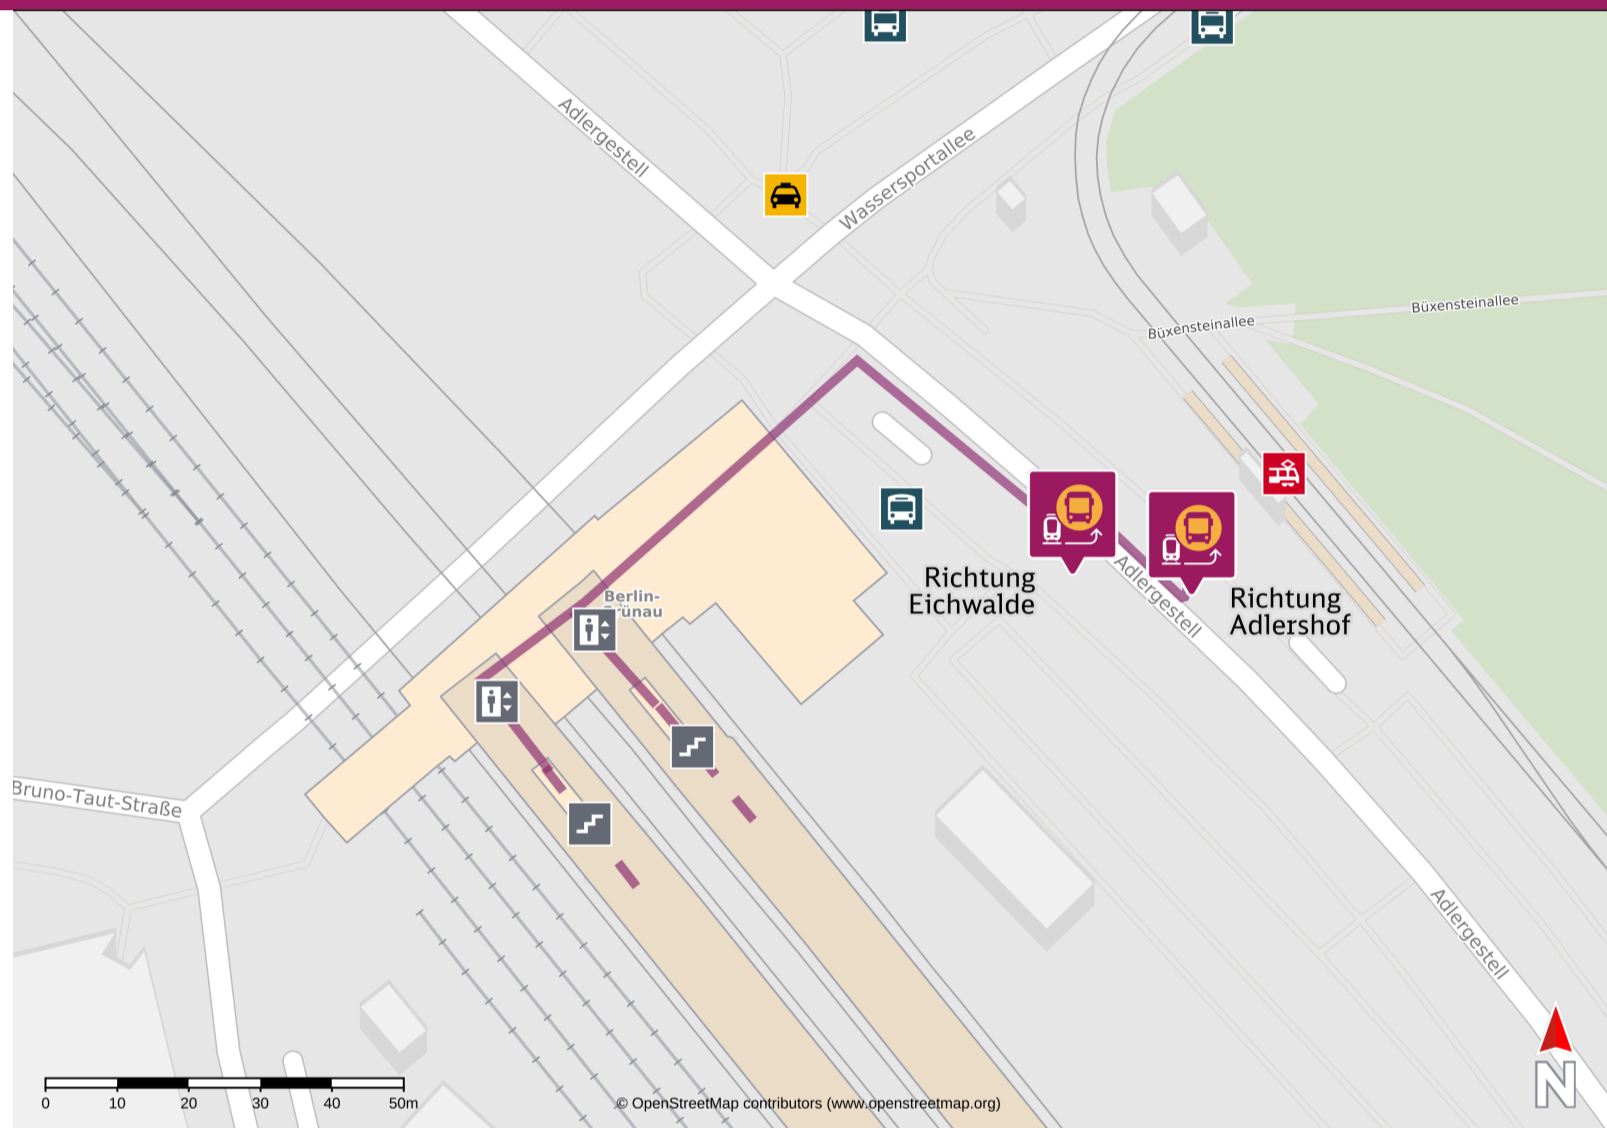 Adlergestell
Wassersportallee
Büxensteinallee
Büxensteinallee
Richtung
Eichwalde
Adlergestell
Richtung
Adlershof
Berlin-
Grünau
Bruno-Taut-Straße
Adlergestell
0 10 20 30 40 50m
© OpenStreetMap contributors (www.openstreetmap.org)
N